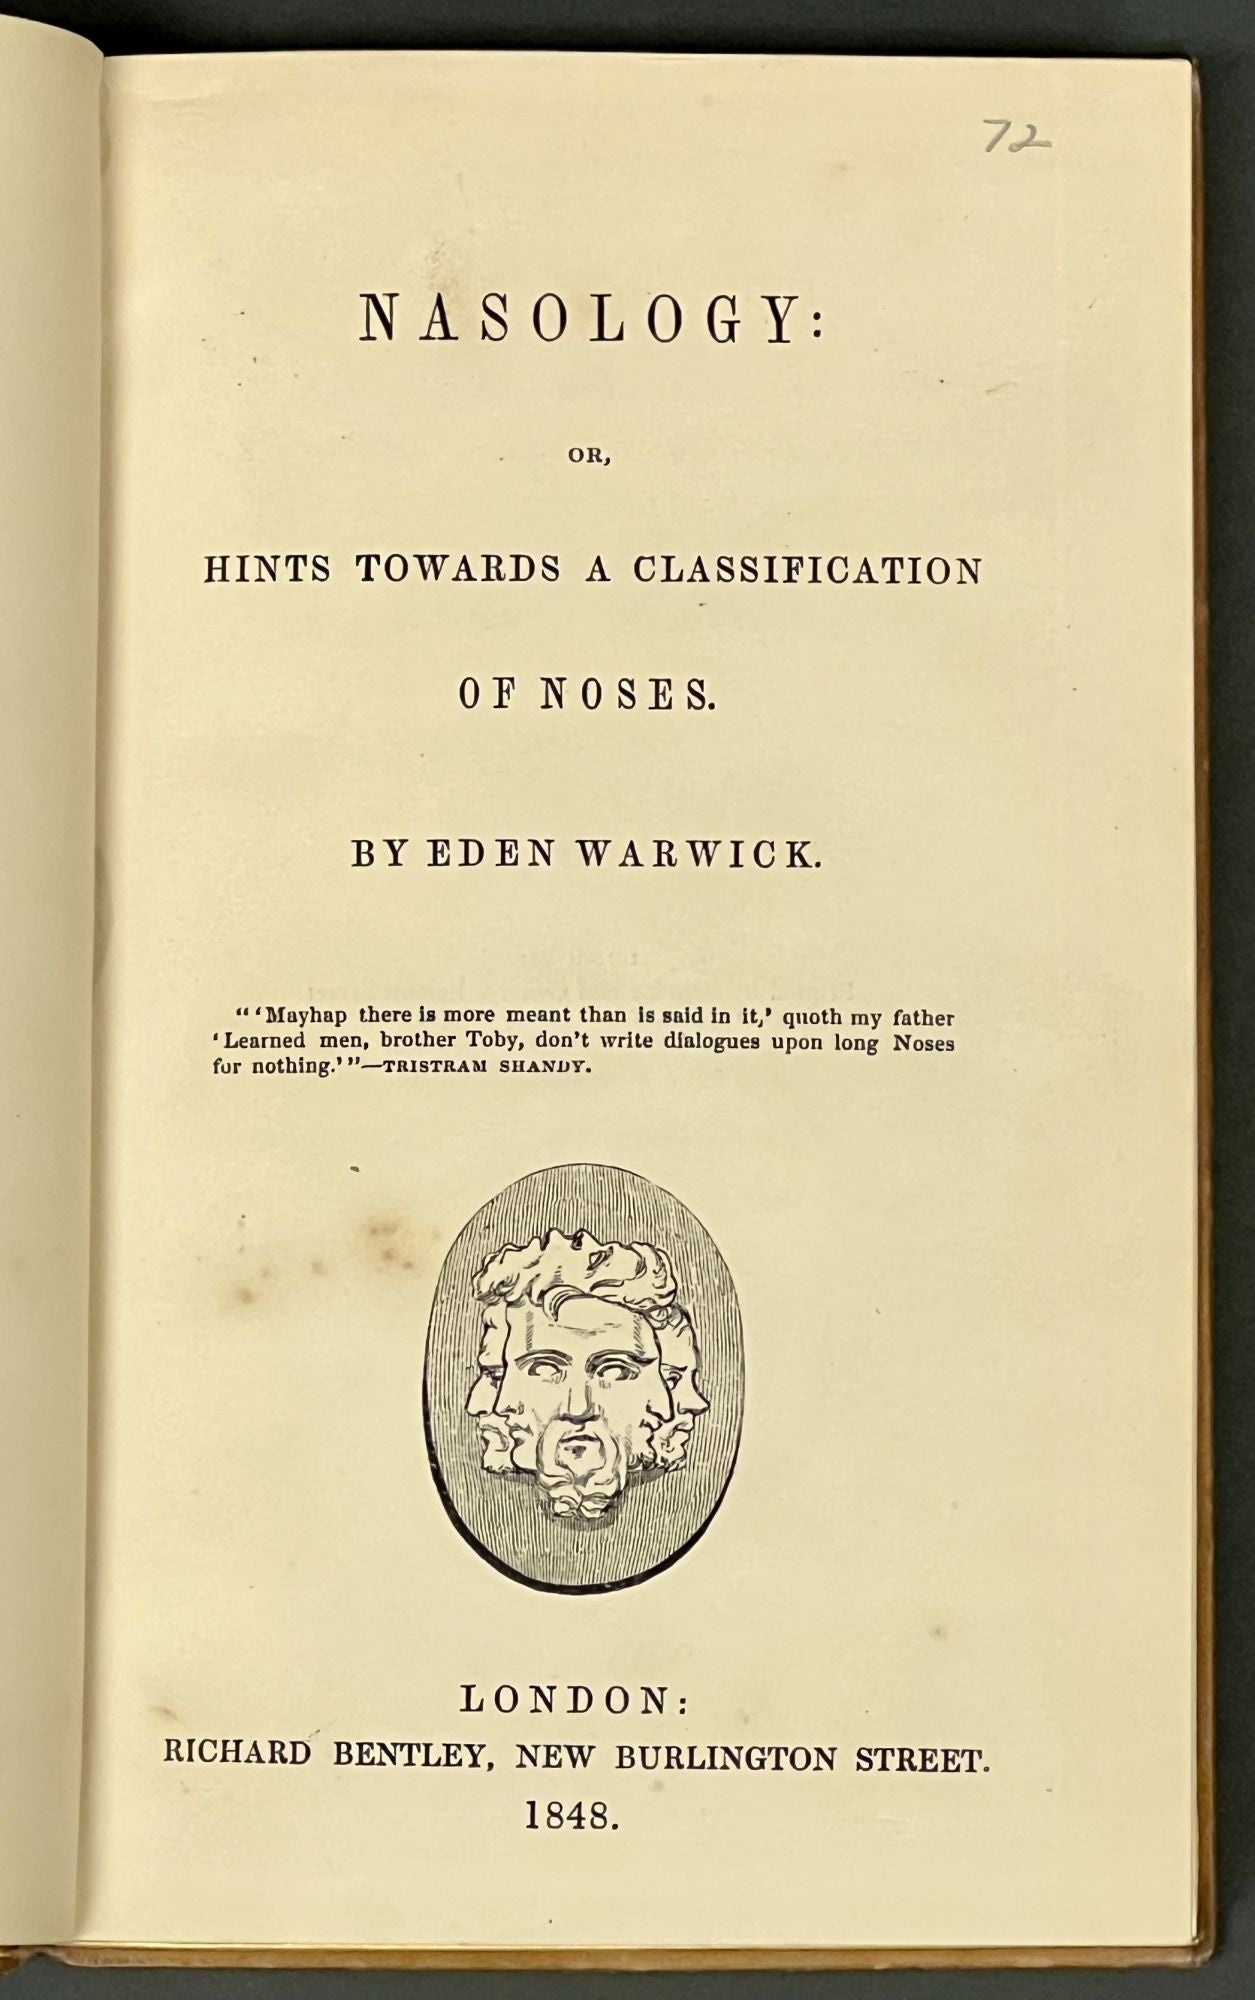 72
NASOLOGY:
OR,
HINTS TOWARDS A CLASSIFICATION
OF NOSES.
BY EDEN WARWICK.
"'Mayhap there is more meant than is said in it,' quoth my father
'Learned men, brother Toby, don't write dialogues upon long Noses
for nothing.'"—TRISTRAM SHANDY.
LONDON:
RICHARD BENTLEY, NEW BURLINGTON STREET.
1848.